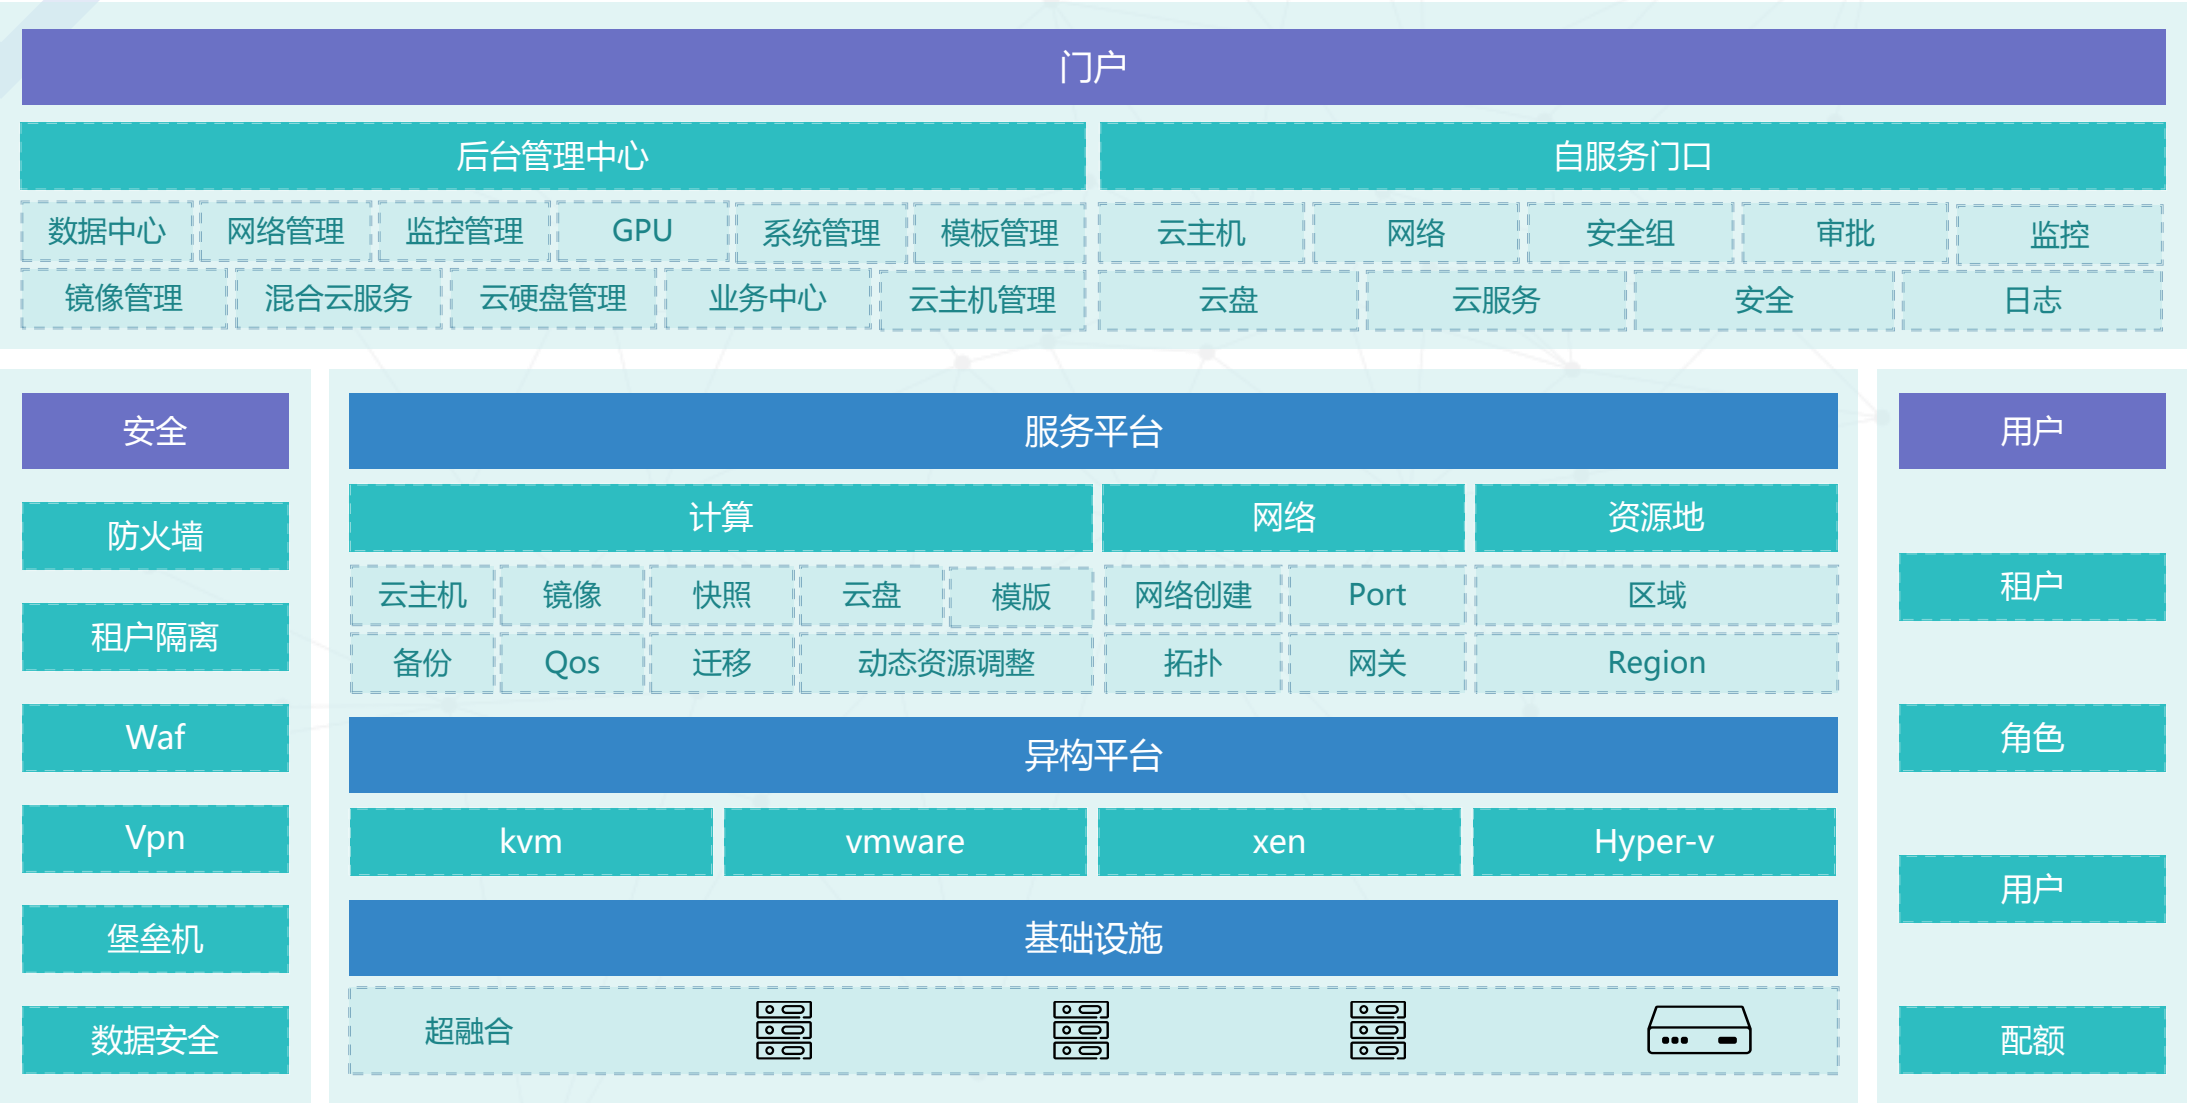 门户
后台管理中心
自服务门口
数据中心
网络管理
监控管理
GPU
系统管理
模板管理
云主机
网络
安全组
审批
监控
镜像管理
混合云服务
云硬盘管理
业务中心
云主机管理
云盘
云服务
安全
日志
安全
防火墙
租户隔离
Waf
Vpn
堡垒机
数据安全
服务平台
计算
网络
资源地
云主机
镜像
快照
云盘
模版
网络创建
Port
区域
备份
Qos
迁移
动态资源调整
拓扑
网关
Region
异构平台
kvm
vmware
xen
Hyper-v
基础设施
超融合
用户
租户
角色
用户
配额